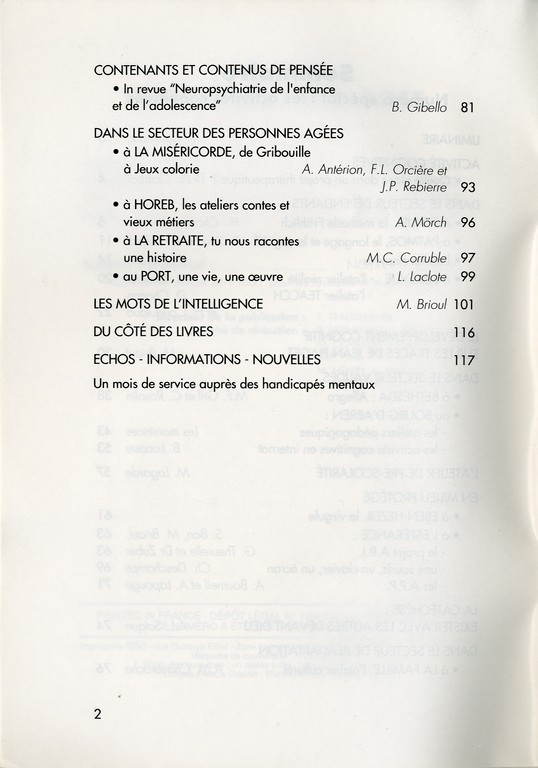 CONTENANTS ET CONTENUS DE PENSÉE
• In revue "Neuropsychiatrie de l'enfance
et de l'adolescence" B. Gibello 81
DANS LE SECTEUR DES PERSONNES AGÉES
• à LA MISÉRICORDE, de Gribouille
à Jeux colorie A. Antérion, F.L. Orcière et
J.P. Rebierre 93
• à HOREB, les ateliers contes et
vieux métiers A. Mörch 96
• à LA RETRAITE, tu nous racontes
une histoire M.C. Corruble 97
• au PORT, une vie, une œuvre L. Laclote 99
LES MOTS DE L'INTELLIGENCE M. Brioul 101
DU CÔTÉ DES LIVRES 116
ECHOS - INFORMATIONS - NOUVELLES 117
Un mois de service auprès des handicapés mentaux
2